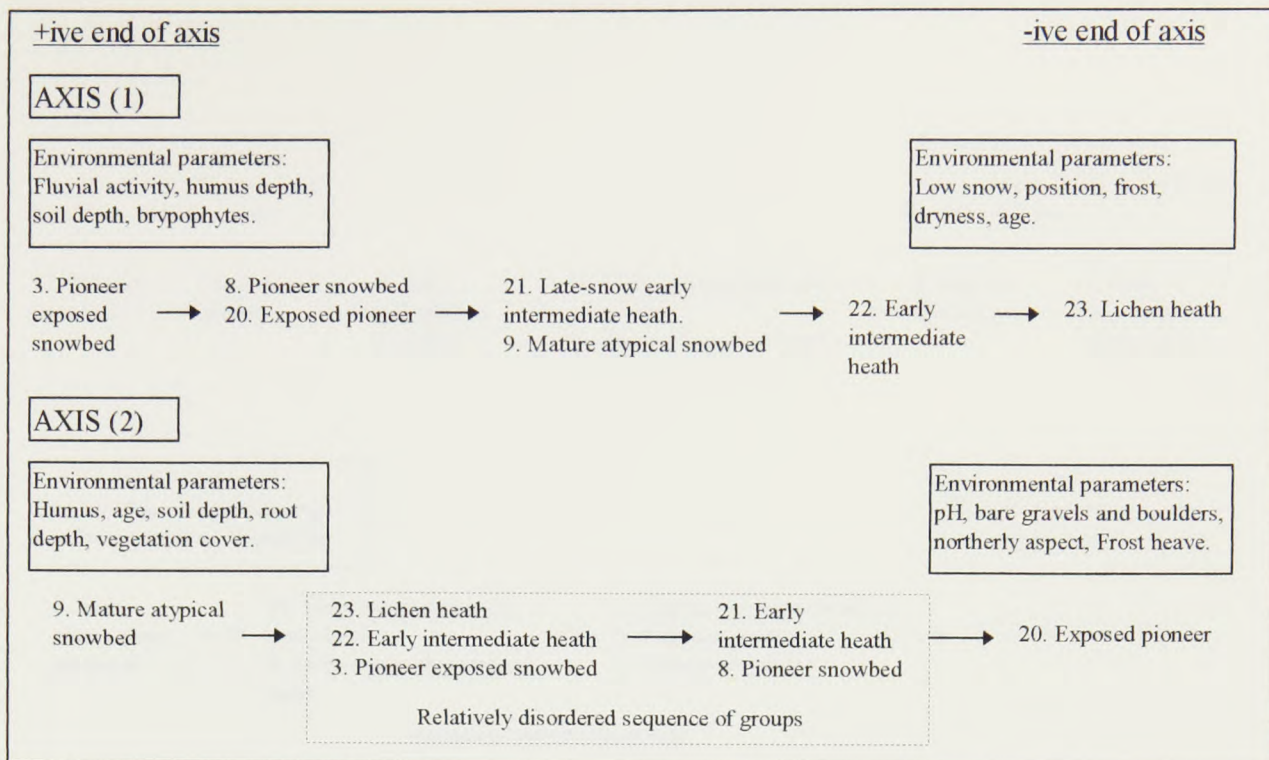 +ive end of axis
-ive end of axis
AXIS (1)
Environmental parameters:
Fluvial activity, humus depth,
soil depth, brypophytes.
Environmental parameters:
Low snow, position, frost,
dryness, age.
3. Pioneer
exposed
snowbed
8. Pioneer snowbed
20. Exposed pioneer
21. Late-snow early
intermediate heath.
9. Mature atypical snowbed
22. Early
intermediate
heath
23. Lichen heath
AXIS (2)
Environmental parameters:
Humus, age, soil depth, root
depth, vegetation cover.
Environmental parameters:
pH, bare gravels and boulders,
northerly aspect, Frost heave.
9. Mature atypical
snowbed
23. Lichen heath
22. Early intermediate heath
3. Pioneer exposed snowbed
21. Early
intermediate heath
8. Pioneer snowbed
20. Exposed pioneer
Relatively disordered sequence of groups